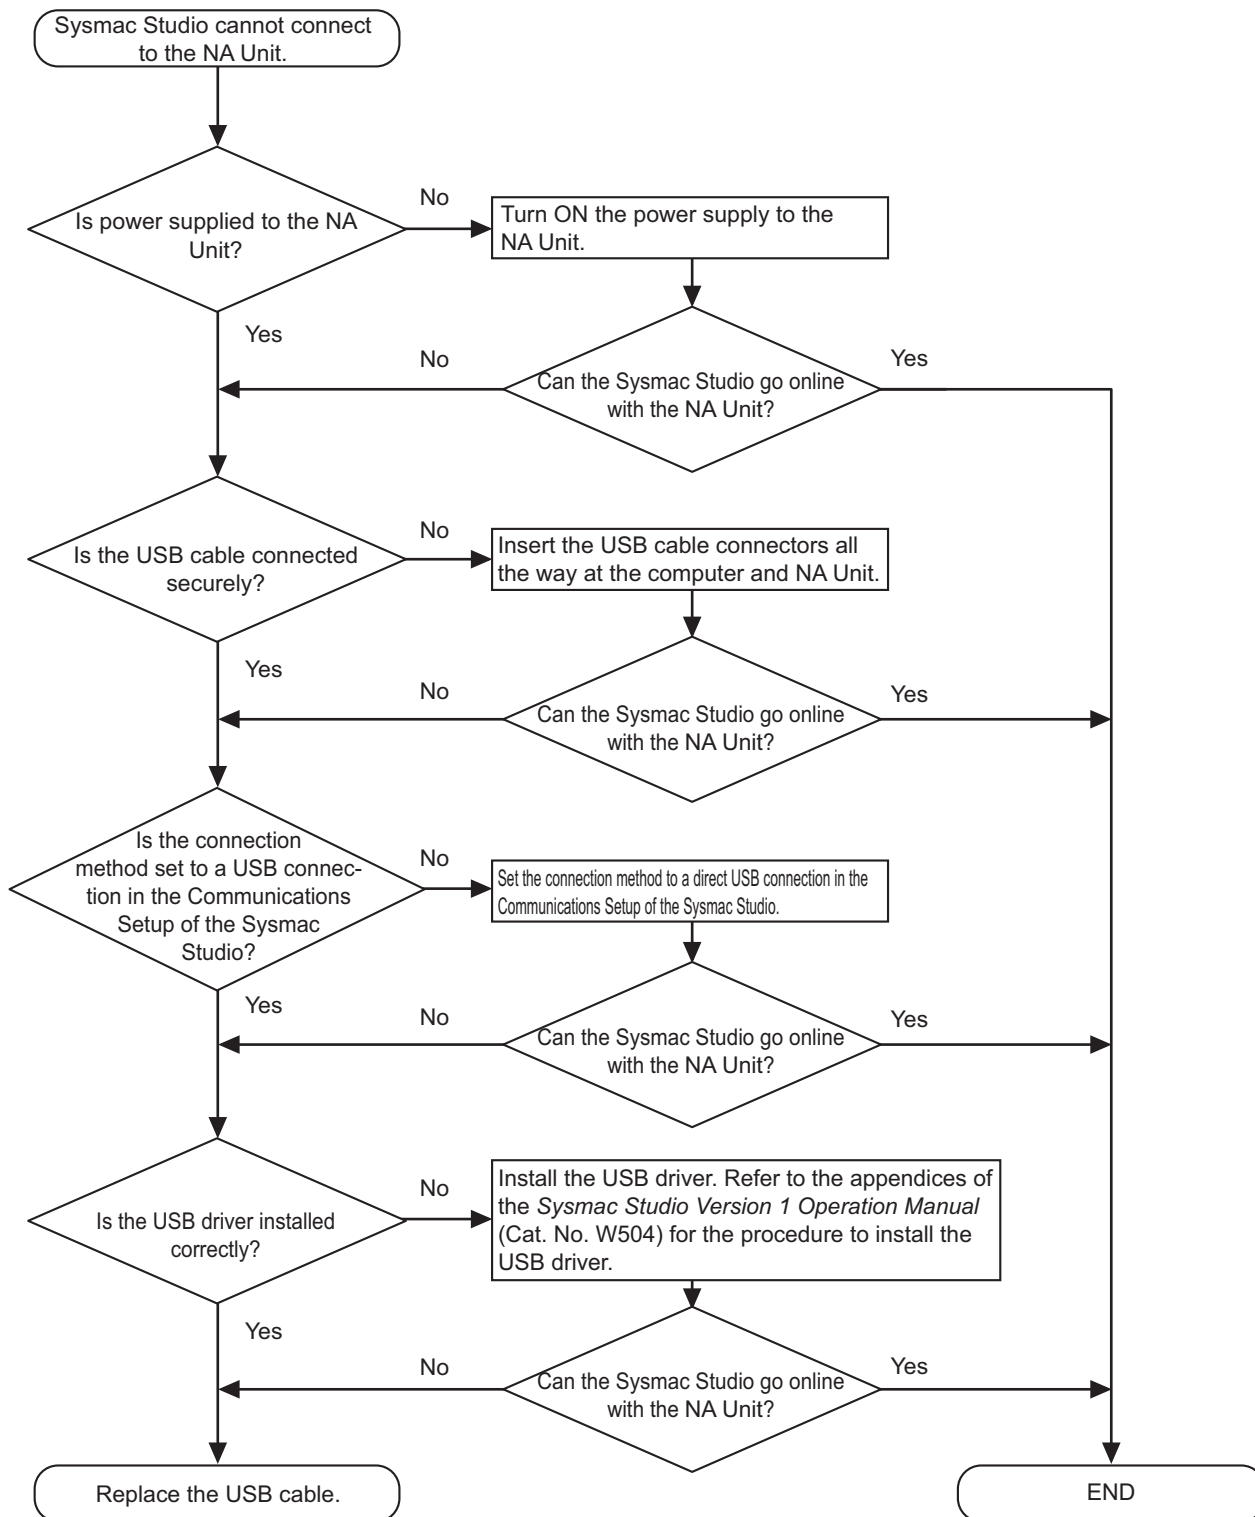 Sysmac Studio cannot connect
to the NA Unit.
Is power supplied to the NA
Unit?
No
Turn ON the power supply to the
NA Unit.
Yes
No
Can the Sysmac Studio go online
with the NA Unit?
Yes
Is the USB cable connected
securely?
No
Insert the USB cable connectors all
the way at the computer and NA Unit.
Yes
No
Can the Sysmac Studio go online
with the NA Unit?
Yes
Is the connection
method set to a USB connec-
tion in the Communications
Setup of the Sysmac
Studio?
No
Set the connection method to a direct USB connection in the
Communications Setup of the Sysmac Studio.
Yes
No
Can the Sysmac Studio go online
with the NA Unit?
Yes
Is the USB driver installed
correctly?
No
Install the USB driver. Refer to the appendices of
the Sysmac Studio Version 1 Operation Manual
(Cat. No. W504) for the procedure to install the
USB driver.
Yes
No
Can the Sysmac Studio go online
with the NA Unit?
Yes
Replace the USB cable.
END